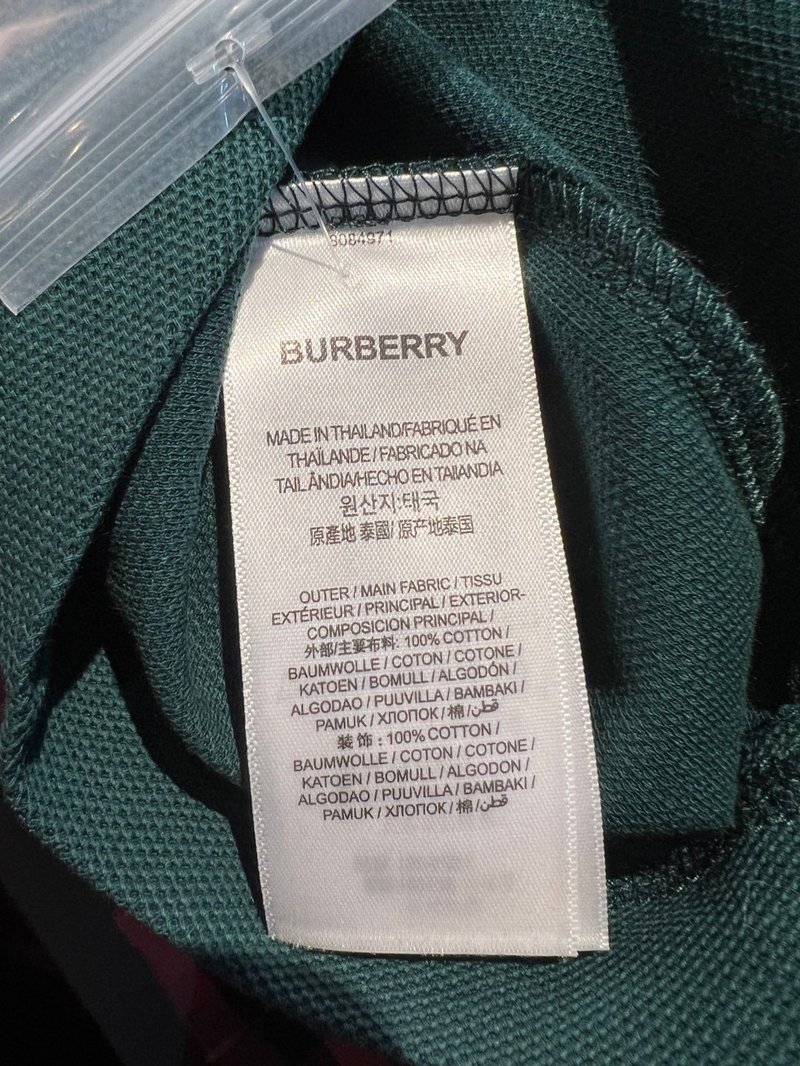 8084971
BURBERRY
MADE IN THAILAND/FABRIQUÉ EN
THAÏLANDE / FABRICADO NA
TAILÂNDIA/HECHO EN TAILANDIA
원산지:태국
原產地 泰國/ 原产地泰国
OUTER / MAIN FABRIC / TISSU
EXTÉRIEUR / PRINCIPAL / EXTERIOR-
COMPOSICION PRINCIPAL /
外部/主要布料: 100% COTTON /
BAUMWOLLE / COTON / COTONE /
KATOEN / BOMULL / ALGODÓN /
ALGODAO / PUUVILLA / BAMBAKI /
PAMUK / ХЛОПОК / 棉 / قطن
装饰 : 100% COTTON /
BAUMWOLLE / COTON / COTONE /
KATOEN / BOMULL / ALGODON /
ALGODAO / PUUVILLA / BAMBAKI /
PAMUK / ХЛОПОК / 棉/قطن